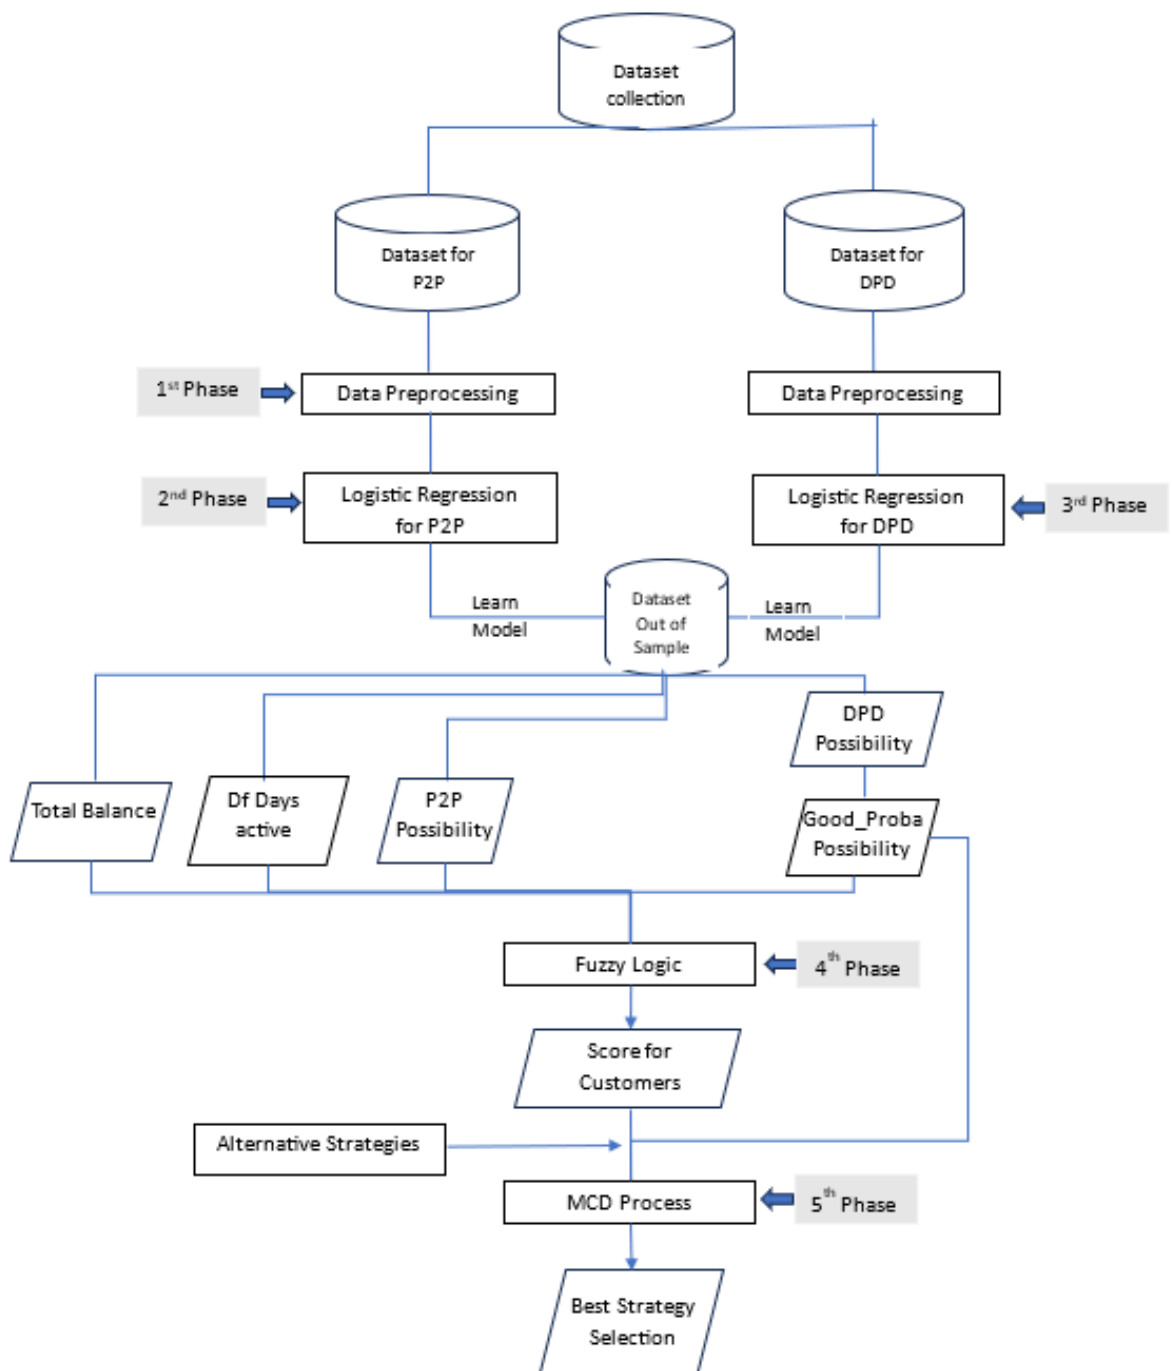 Dataset
collection
Dataset for
P2P
Dataset for
DPD
1st Phase
Data Preprocessing
Data Preprocessing
2nd Phase
Logistic Regression
for P2P
Logistic Regression
for DPD
3rd Phase
Learn
Model
Dataset
Out of
Sample
Learn
Model
DPD
Possibility
Total Balance
Df Days
active
P2P
Possibility
Good_Proba
Possibility
Fuzzy Logic
4th Phase
Score for
Customers
Alternative Strategies
MCD Process
5th Phase
Best Strategy
Selection